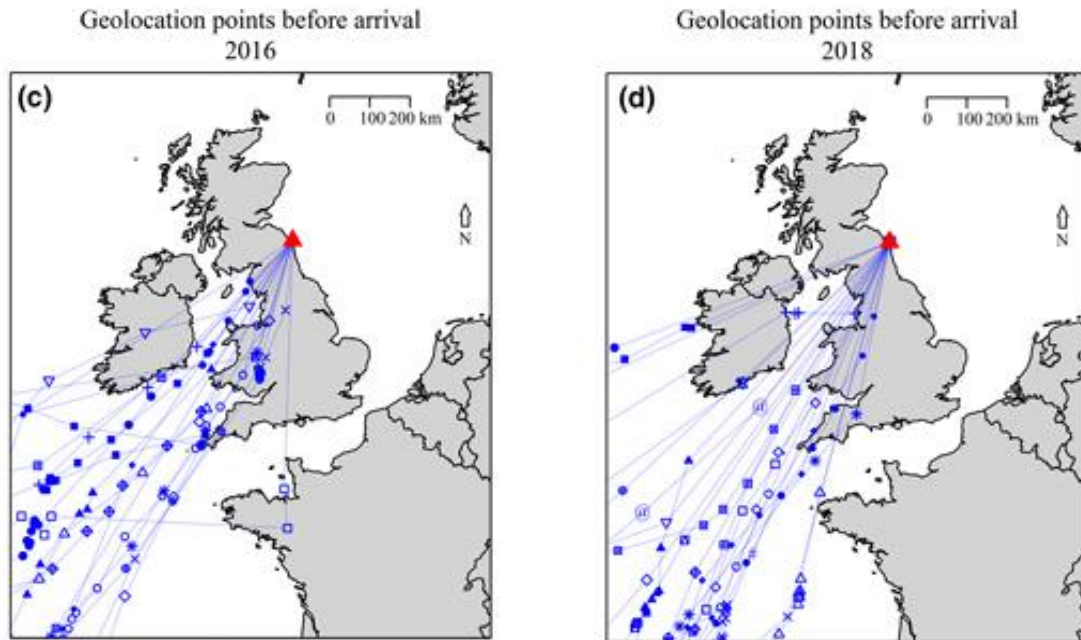 Geolocation points before arrival
2016
(c)
0 100 200 km
N
Geolocation points before arrival
2018
(d)
0 100 200 km
N